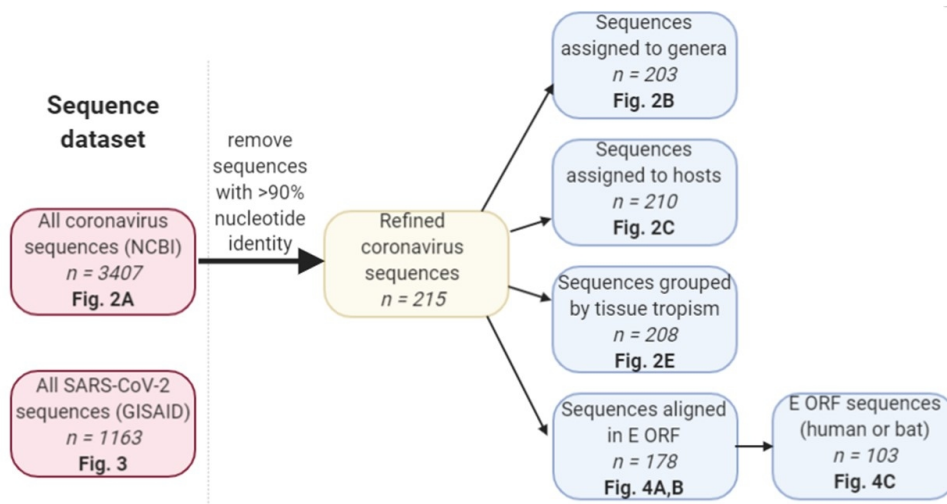 Sequence
dataset
All coronavirus
sequences (NCBI)
n = 3407
Fig. 2A
All SARS-CoV-2
sequences (GISAID)
n = 1163
Fig. 3
remove
sequences
with >90%
nucleotide
identity
Refined
coronavirus
sequences
n = 215
Sequences
assigned to genera
n = 203
Fig. 2B
Sequences
assigned to hosts
n = 210
Fig. 2C
Sequences grouped
by tissue tropism
n = 208
Fig. 2E
Sequences aligned
in E ORF
n = 178
Fig. 4A,B
E ORF sequences
(human or bat)
n = 103
Fig. 4C